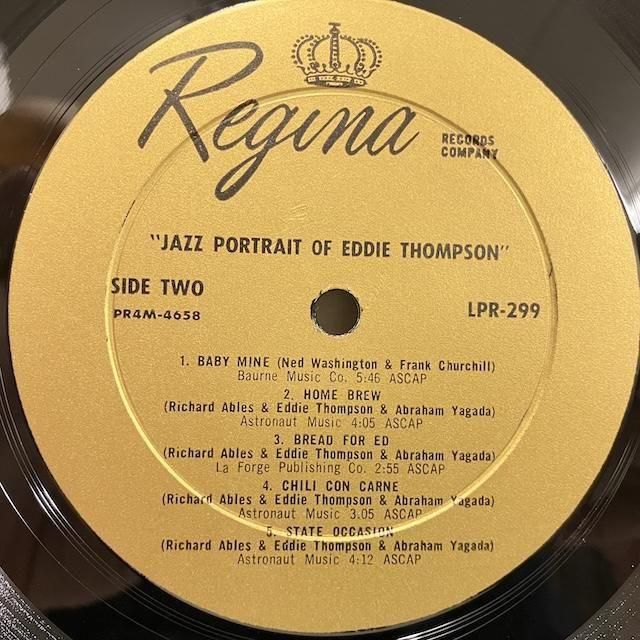 Regina
RECORDS
COMPANY
"JAZZ PORTRAIT OF EDDIE THOMPSON"
SIDE TWO
PR4M-4658
LPR-299
1. BABY MINE (Ned Washington & Frank Churchill)
Baurne Music Co. 5:46 ASCAP
2. HOME BREW
(Richard Ables & Eddie Thompson & Abraham Yagada)
Astronaut Music 4:05 ASCAP
3. BREAD FOR ED
(Richard Ables & Eddie Thompson & Abraham Yagada)
La Forge Publishing Co. 2:55 ASCAP
4. CHILI CON CARNE
(Richard Ables & Eddie Thompson & Abraham Yagada)
Astronaut Music 3.05 ASCAP
5. STATE OCCASION
(Richard Ables & Eddie Thompson & Abraham Yagada)
Astronaut Music 4:12 ASCAP